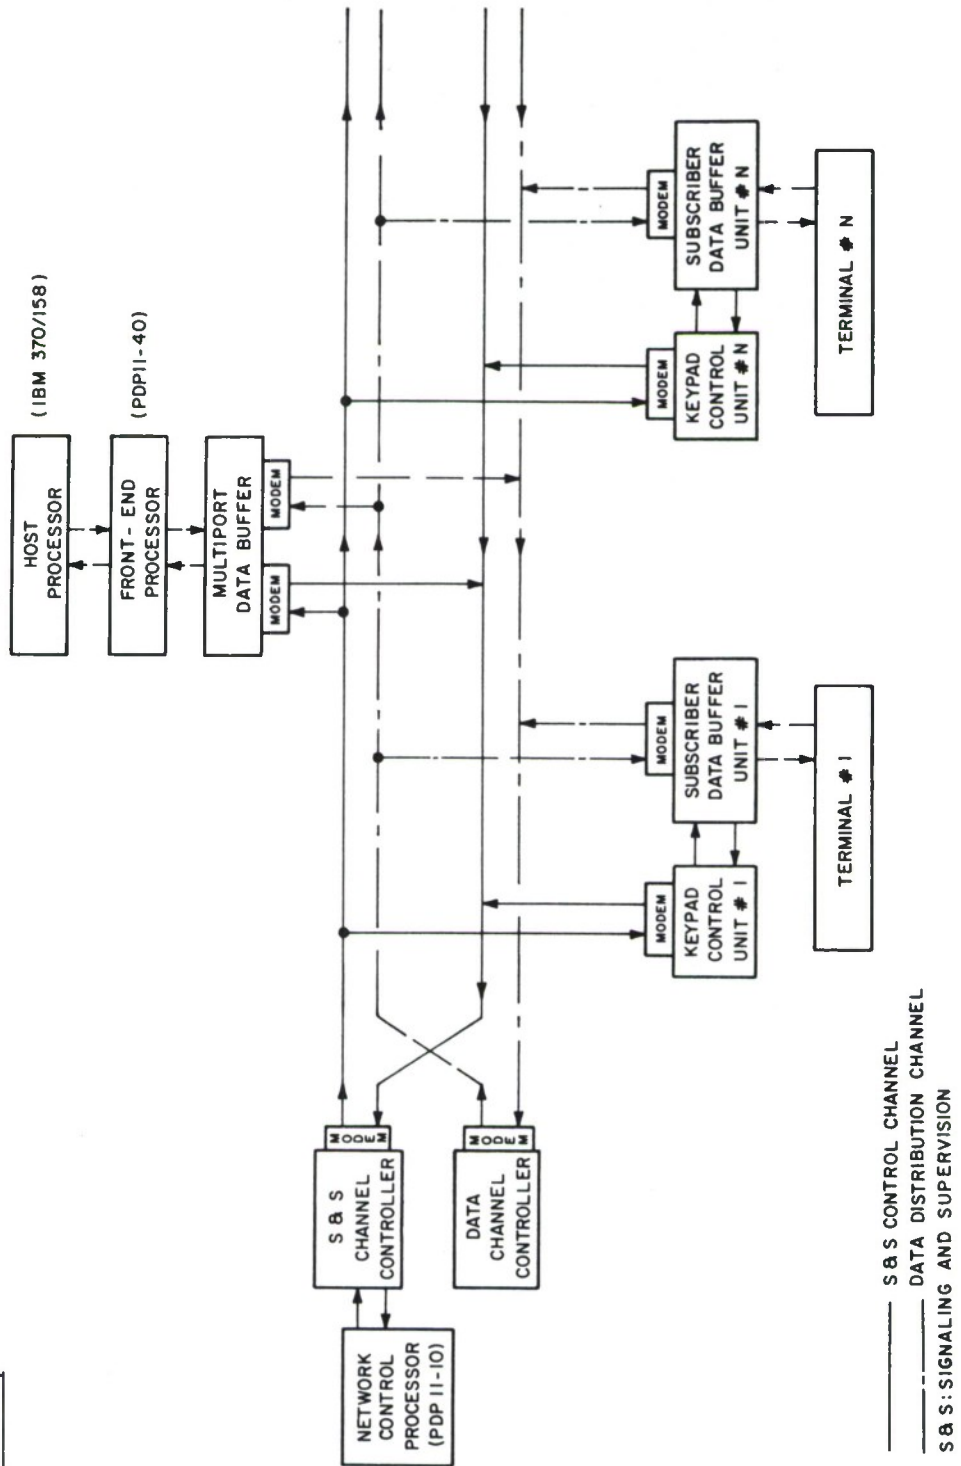 HOST
PROCESSOR
(IBM 370/158)
FRONT-END
PROCESSOR
(PDP11-40)
MULTIPORT
DATA BUFFER
MODEM
MODEM
NETWORK
CONTROL
PROCESSOR
(PDP 11-10)
S & S
CHANNEL
CONTROLLER
MODEM
DATA
CHANNEL
CONTROLLER
MODEM
MODEM
KEYPAD
CONTROL
UNIT # 1
MODEM
SUBSCRIBER
DATA BUFFER
UNIT # 1
TERMINAL # 1
MODEM
KEYPAD
CONTROL
UNIT # N
MODEM
SUBSCRIBER
DATA BUFFER
UNIT # N
TERMINAL # N
S & S CONTROL CHANNEL
DATA DISTRIBUTION CHANNEL
S & S: SIGNALING AND SUPERVISION